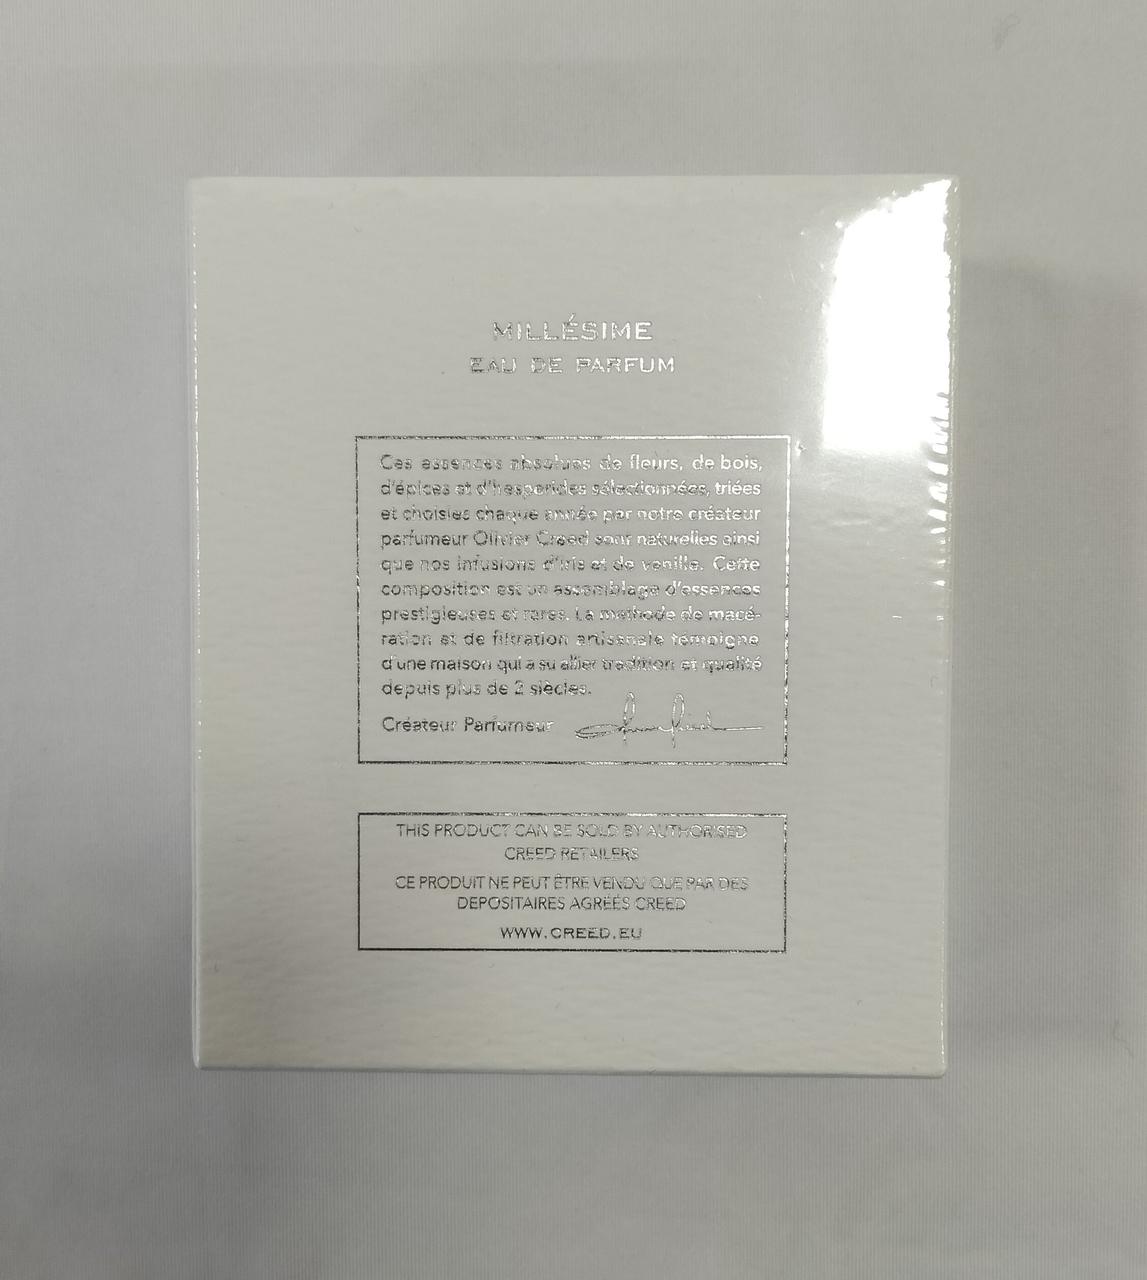 MILLÉSIME
EAU DE PARFUM
Ces essences absolues de fleurs, de bois,
d'épices et d'hesperides sélectionnées, triées
et choisies chaque année par notre créateur
parfumeur Olivier Creed sont naturelles ainsi
que nos infusions d'iris et de vanille. Cette
composition est un assemblage d'essences
prestigieuses et rares. La méthode de macé-
ration et de filtration artisanale témoigne
d'une maison qui a su allier tradition et qualité
depuis plus de 2 siècles.
Créateur Parfumeur
THIS PRODUCT CAN BE SOLD BY AUTHORISED
CREED RETAILERS
CE PRODUIT NE PEUT ÊTRE VENDU QUE PAR DES
DEPOSITAIRES AGRÉÉS CREED
WWW.CREED.EU